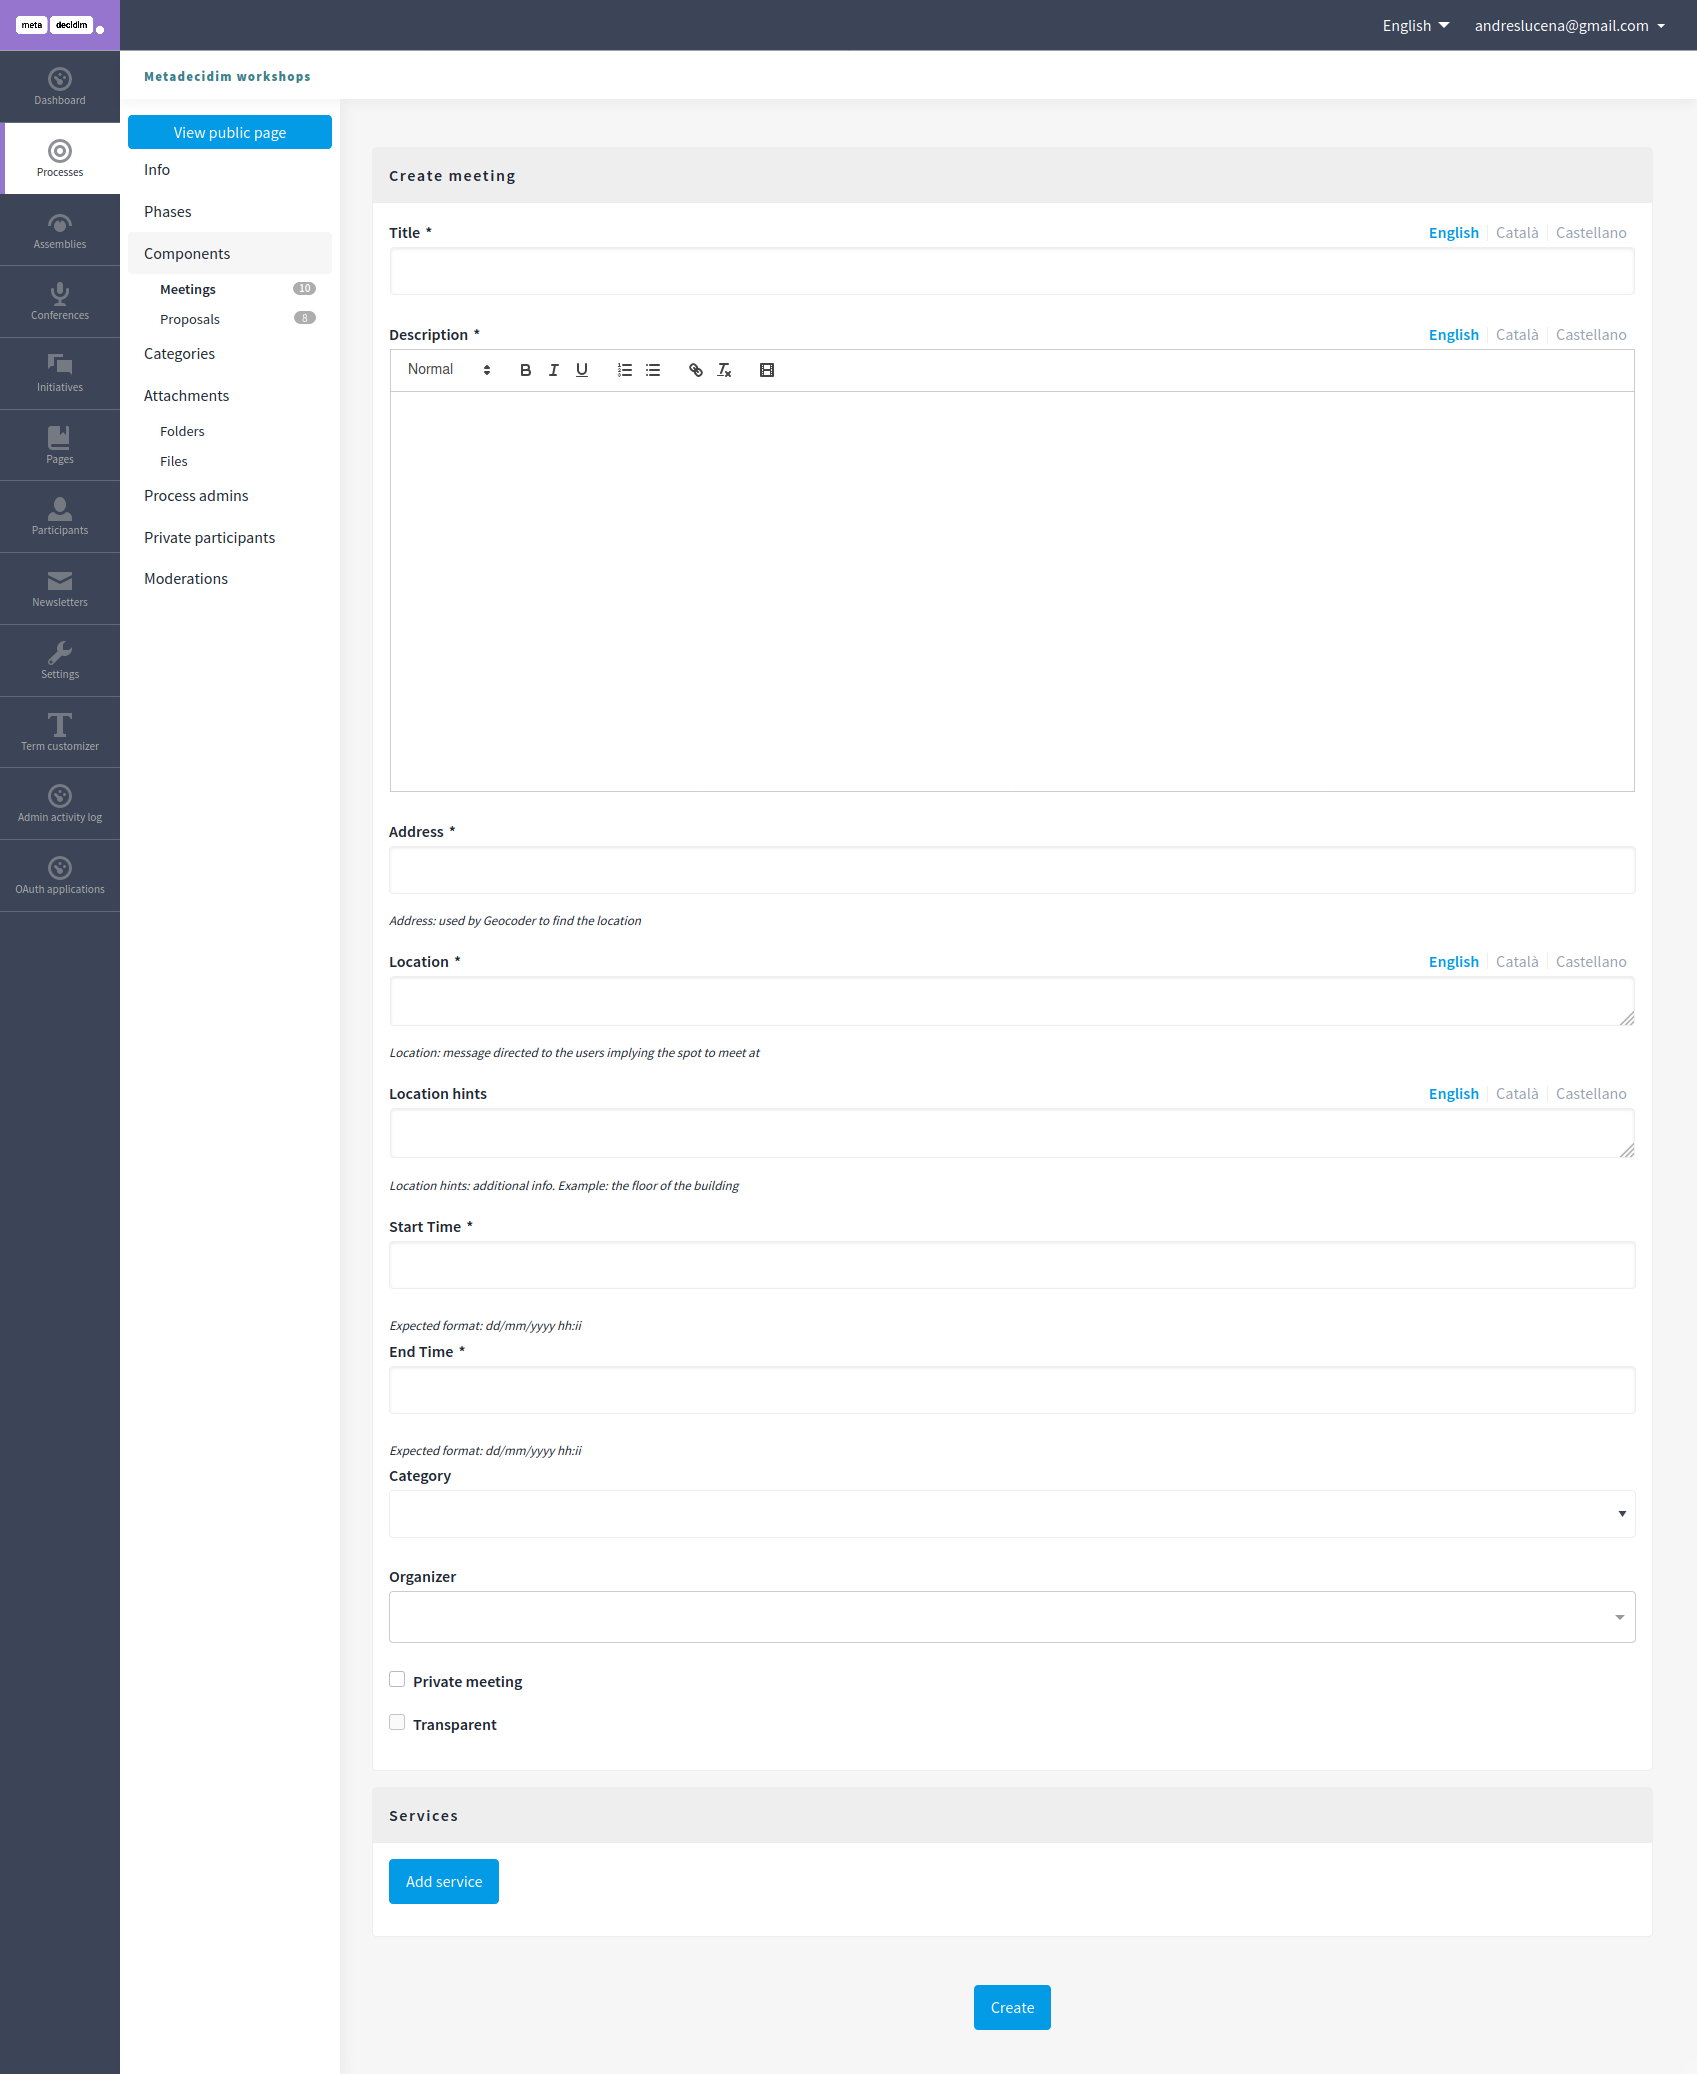 meta decidim
English
andreslucena@gmail.com
Metadecidim workshops
Dashboard
Processes
Assemblies
Conferences
Initiatives
Pages
Participants
Newsletters
Settings
Term customizer
Admin activity log
OAuth applications
View public page
Info
Phases
Components
Meetings 10
Proposals 8
Categories
Attachments
Folders
Files
Process admins
Private participants
Moderations
Create meeting
Title * English Català Castellano
Description * English Català Castellano
Normal B I U
Address *
Address: used by Geocoder to find the location
Location * English Català Castellano
Location: message directed to the users implying the spot to meet at
Location hints English Català Castellano
Location hints: additional info. Example: the floor of the building
Start Time *
Expected format: dd/mm/yyyy hh:ii
End Time *
Expected format: dd/mm/yyyy hh:ii
Category
Organizer
Private meeting
Transparent
Services
Add service
Create